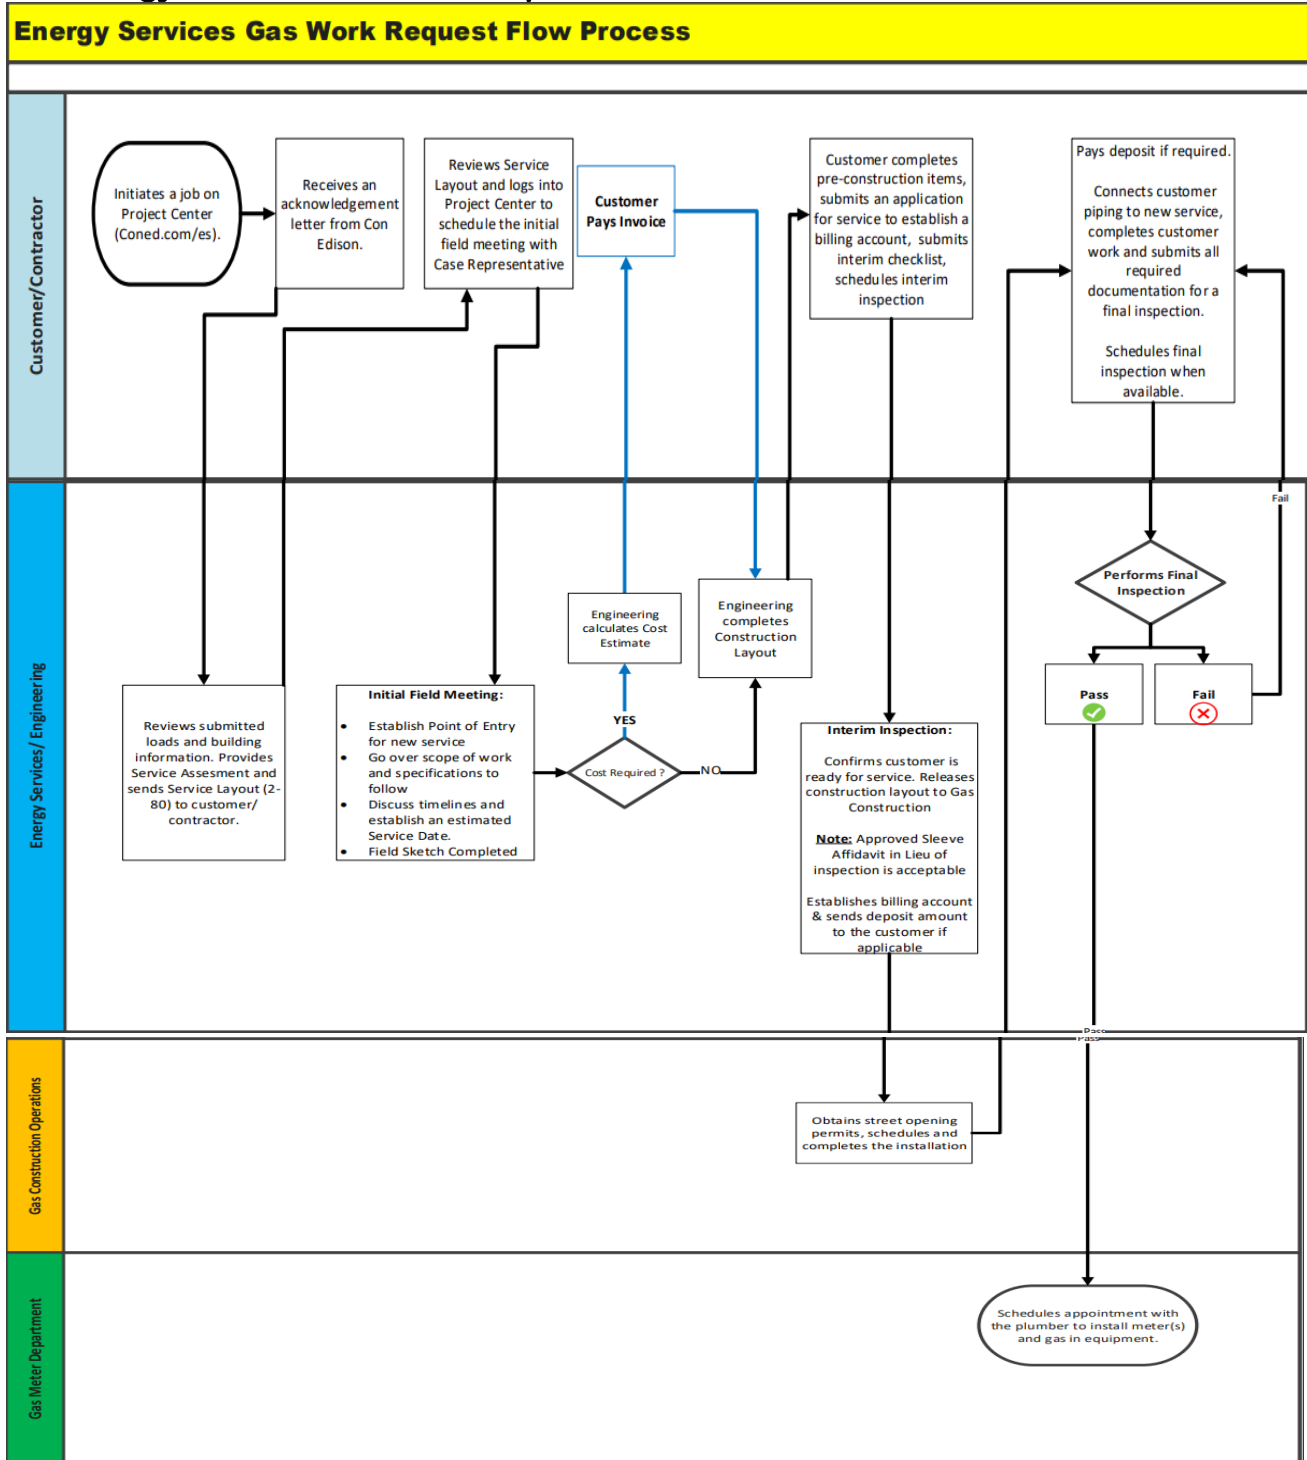 Energy Services Gas Work Request Flow Process
Customer/Contractor
Initiates a job on
Project Center
(Coned.com/es).
Receives an
acknowledgement
letter from Con
Edison.
Reviews Service
Layout and logs into
Project Center to
schedule the initial
field meeting with
Case Representative
Customer
Pays Invoice
Customer completes
pre-construction items,
submits an application
for service to establish a
billing account, submits
interim checklist,
schedules interim
inspection
Pays deposit if required.
Connects customer
piping to new service,
completes customer
work and submits all
required
documentation for a
final inspection.
Schedules final
inspection when
available.
Energy Services/ Engineering
Reviews submitted
loads and building
information. Provides
Service Assesment and
sends Service Layout (2-
80) to customer/
contractor.
Initial Field Meeting:
• Establish Point of Entry
for new service
• Go over scope of work
and specifications to
follow
• Discuss timelines and
establish an estimated
Service Date.
• Field Sketch Completed
Cost Required ?
YES
NO
Engineering
calculates Cost
Estimate
Engineering
completes
Construction
Layout
Interim Inspection:
Confirms customer is
ready for service. Releases
construction layout to Gas
Construction
Note: Approved Sleeve
Affidavit in Lieu of
inspection is acceptable
Establishes billing account
& sends deposit amount
to the customer if
applicable
Performs Final
Inspection
Pass
Fail
Fail
Pass
Pass
Gas Construction Operations
Obtains street opening
permits, schedules and
completes the installation
Gas Meter Department
Schedules appointment with
the plumber to install meter(s)
and gas in equipment.